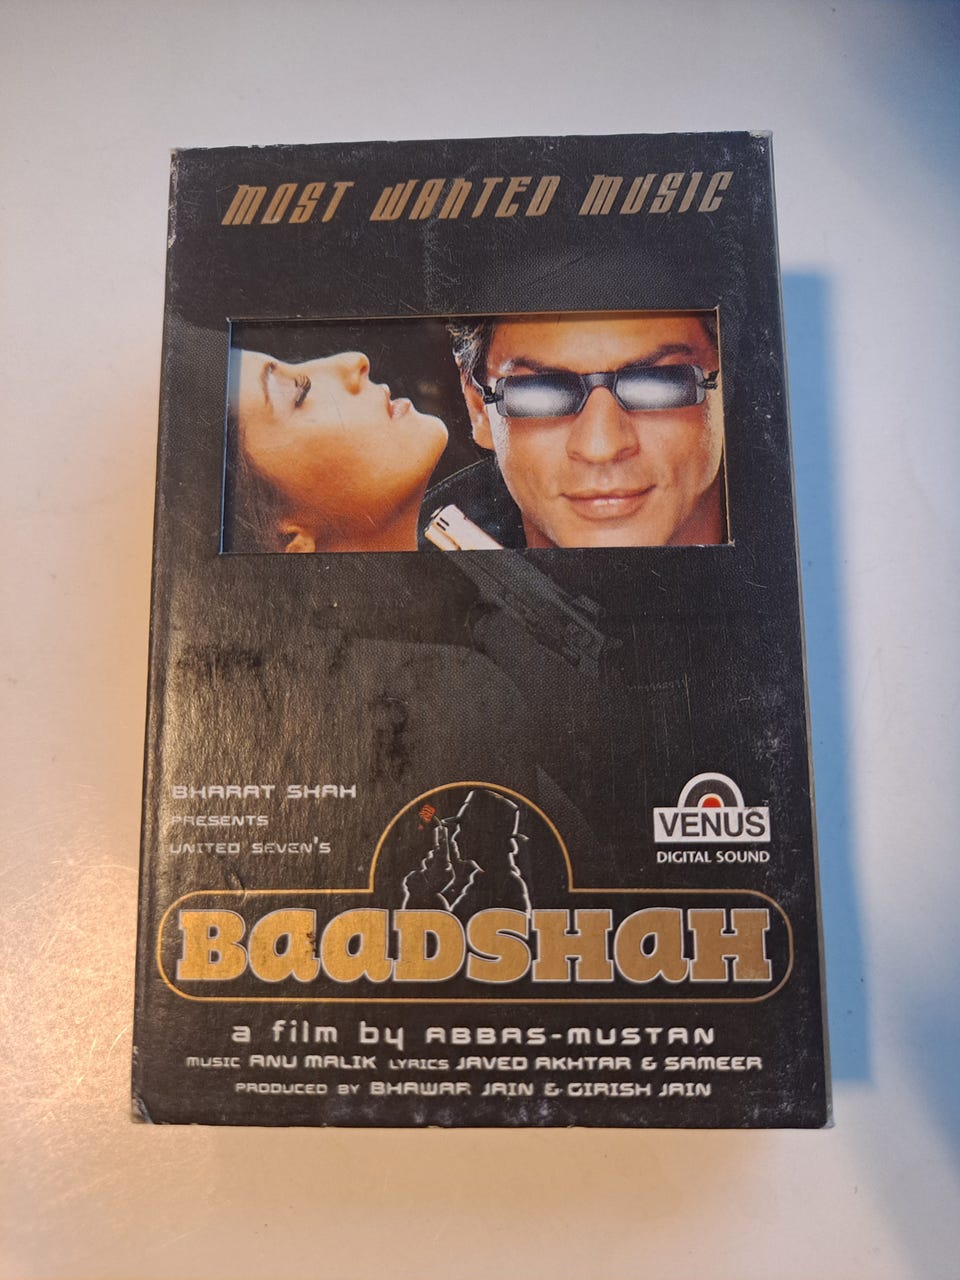 MOST WANTED MUSIC
BHARAT SHAH
PRESENTS
UNITED SEVEN'S
VENUS
DIGITAL SOUND
BAADSHAH
a film by ABBAS-MUSTAN
MUSIC ANU MALIK LYRICS JAVED AKHTAR & SAMEER
PRODUCED BY BHAWAR JAIN & GIRISH JAIN